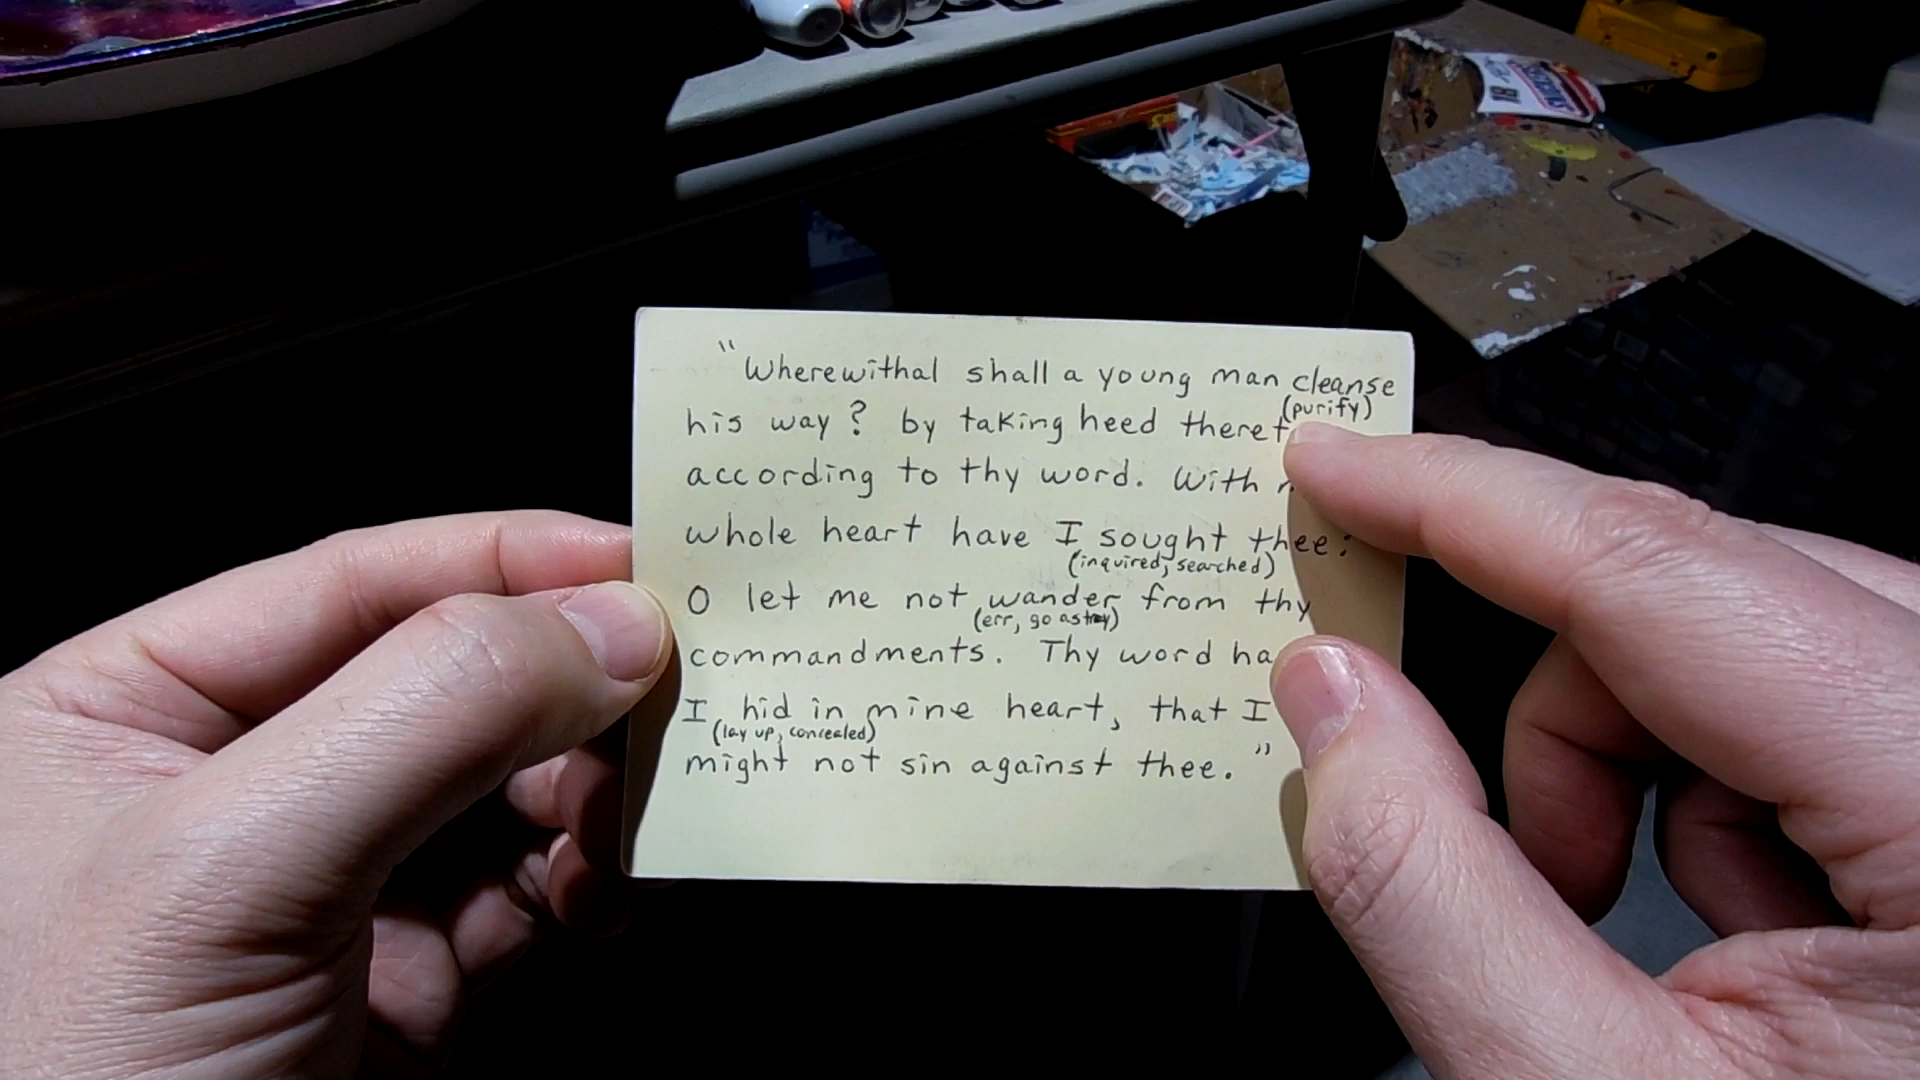 "Wherewithal shall a young man cleanse
(purify)
his way? by taking heed theret
according to thy word. With
whole heart have I sought thee:
(inquired, searched)
O let me not wander from thy
(err, go astray)
commandments. Thy word ha
I hid in mine heart, that I
(lay up, concealed)
might not sin against thee."